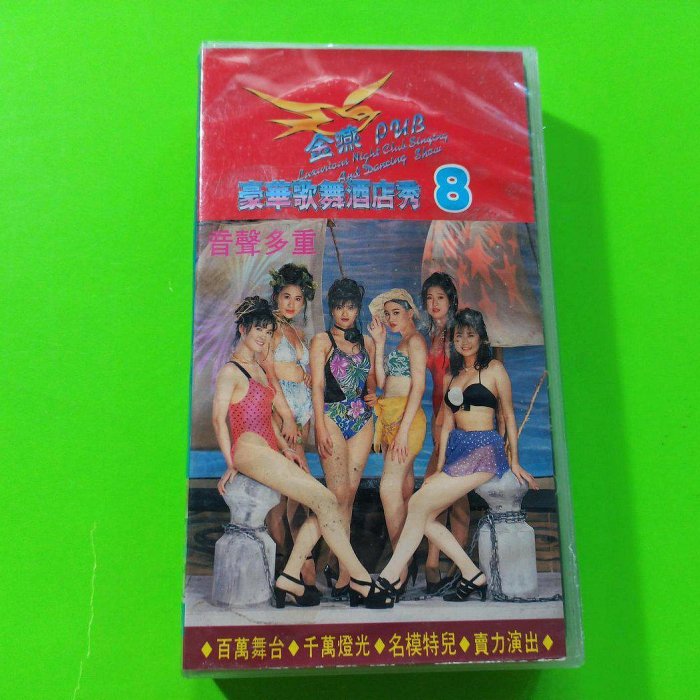 金燕 PUB
Luxurious Night Club Singing
And Dancing Show
豪華歌舞酒店秀 8
音聲多重
◆百萬舞台◆千萬燈光◆名模特兒◆賣力演出◆